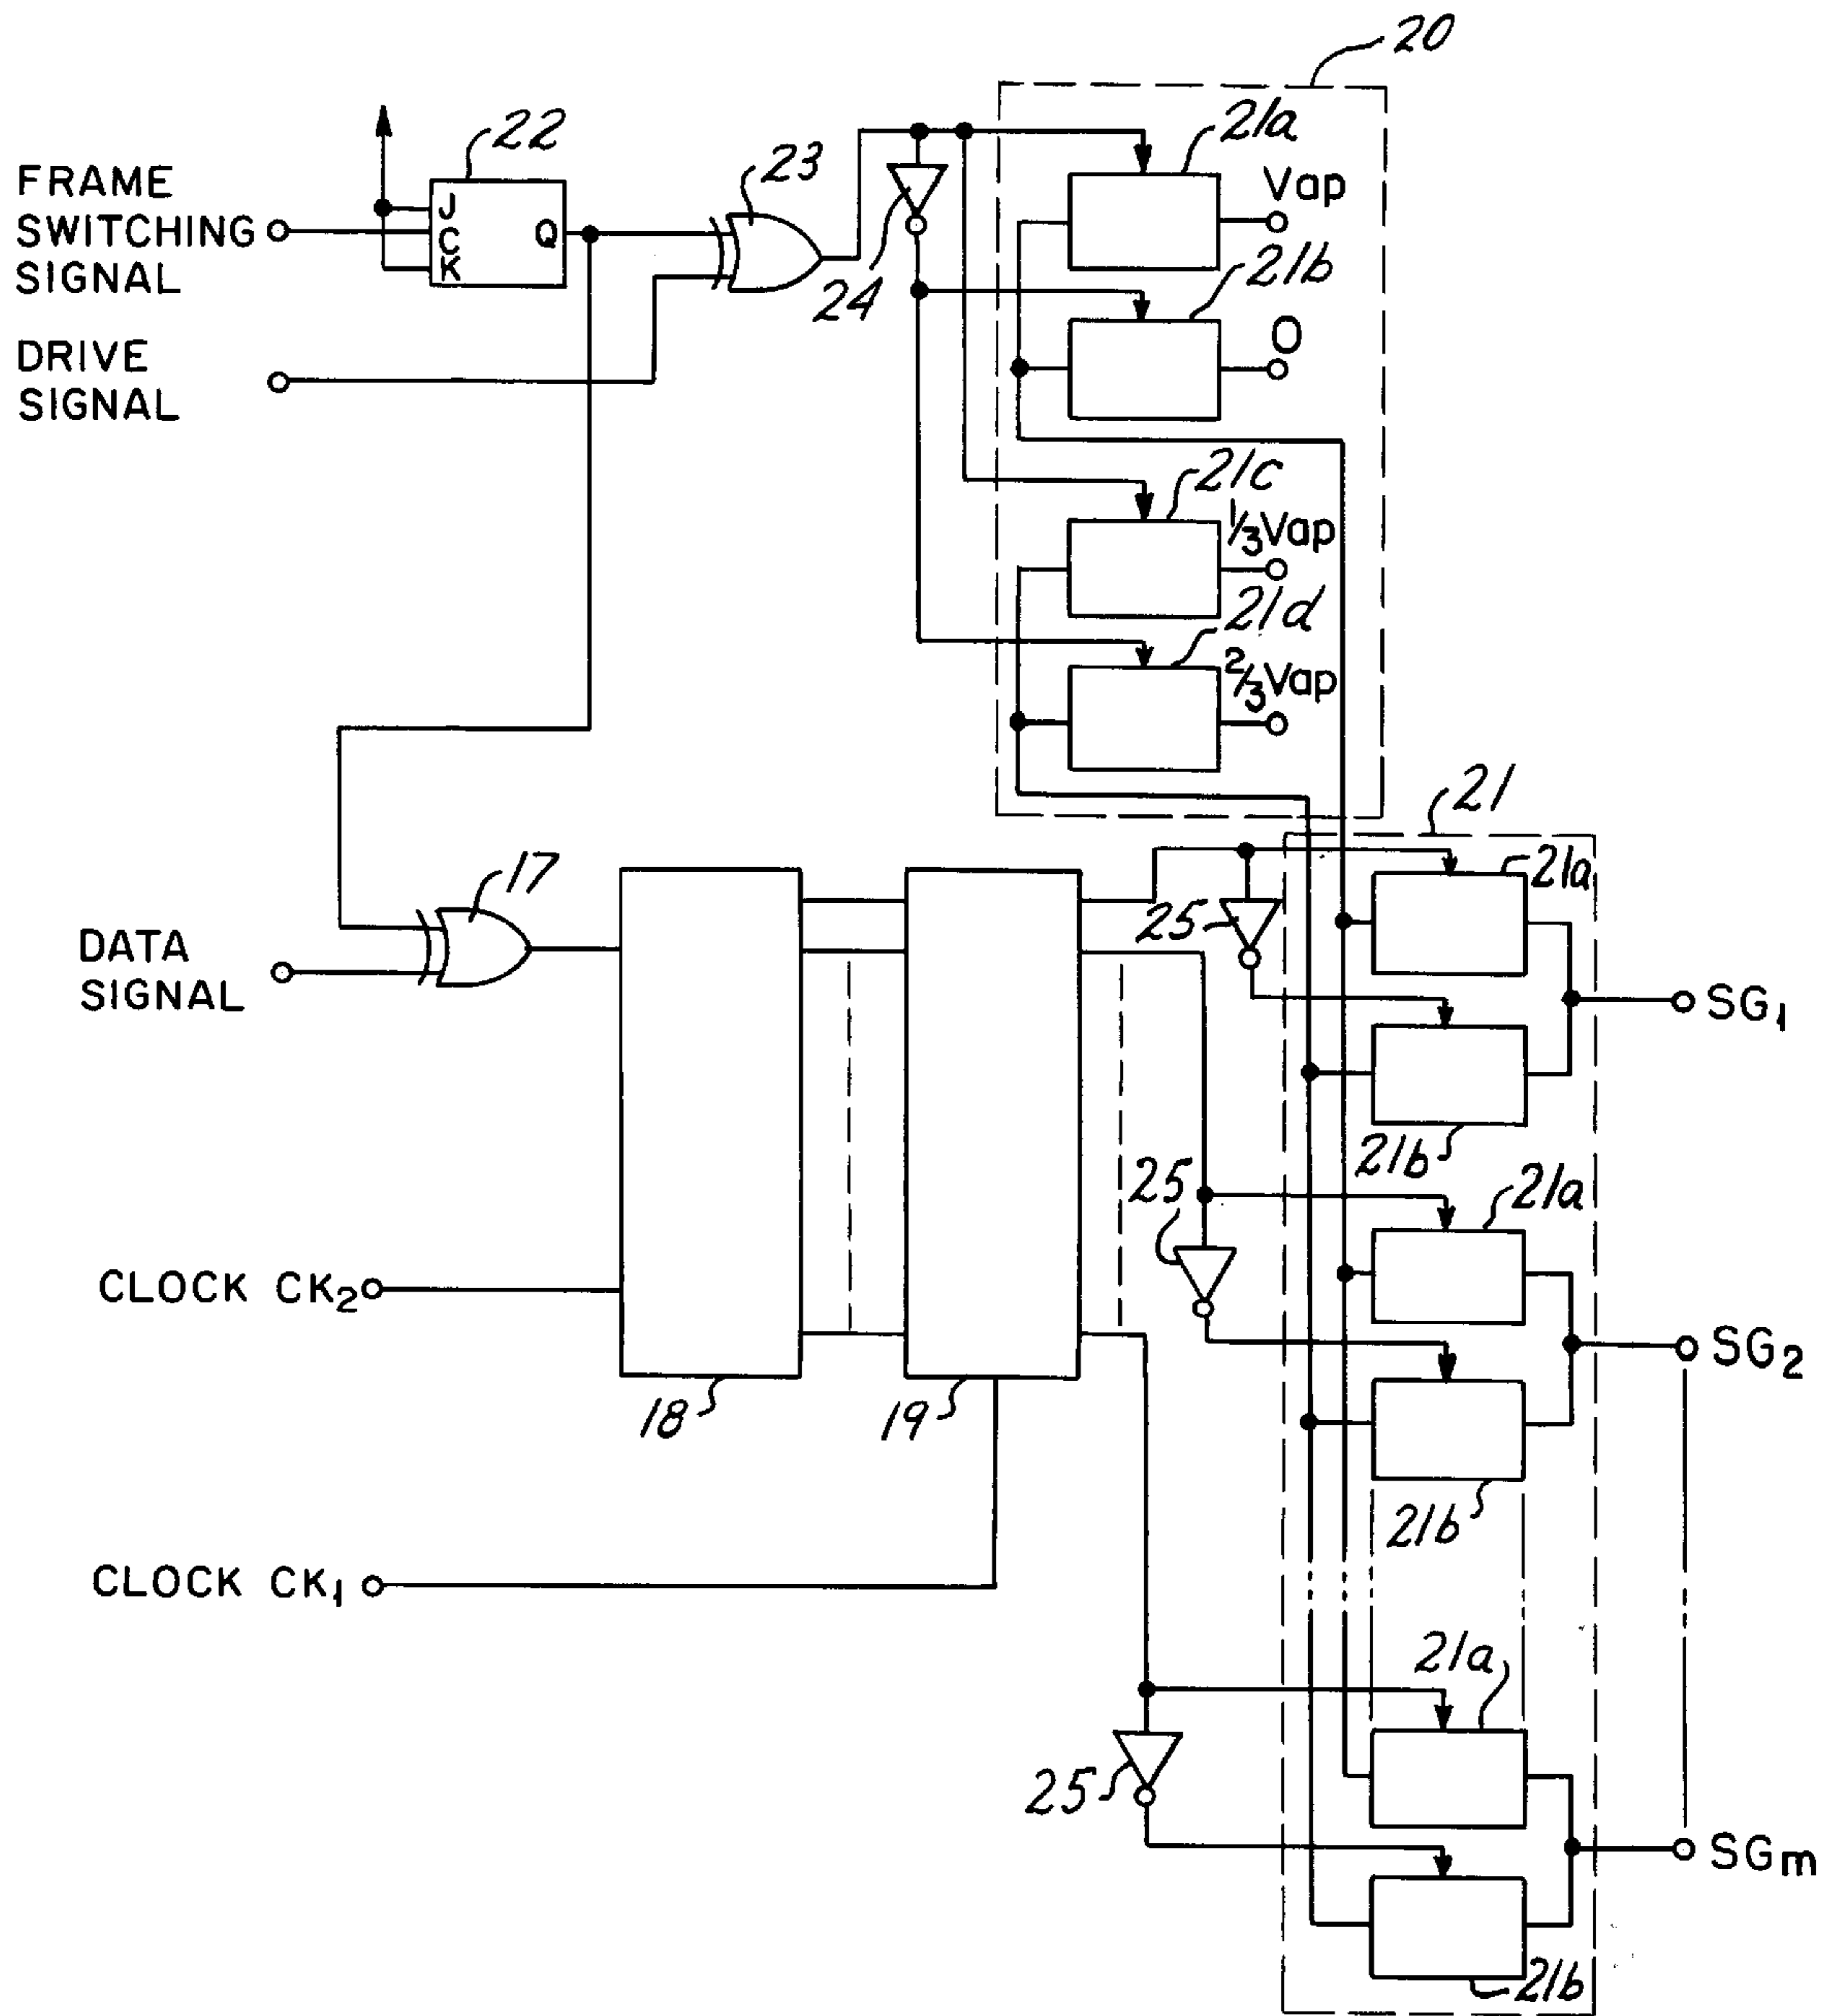 20
22
21a
FRAME
SWITCHING
SIGNAL
J
C
K
Q
23
Vap
24
21b
O
DRIVE
SIGNAL
21c
1/3Vap
21d
2/3Vap
21
17
21a
25
DATA
SIGNAL
SG1
21b
25
21a
CLOCK CK2
SG2
18
19
21b
CLOCK CK1
21a
25
SGm
21b